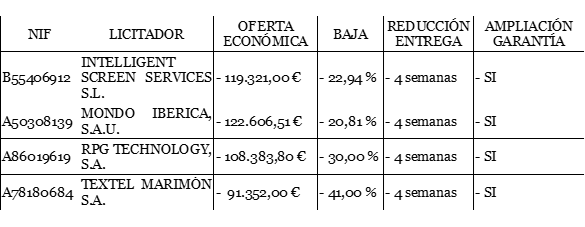 NIF LICITADOR OFERTA ECONÓMICA BAJA REDUCCIÓN ENTREGA AMPLIACIÓN GARANTÍA
B55406912 INTELLIGENT SCREEN SERVICES S.L. - 119.321,00 € - 22,94 % - 4 semanas - SI
A50308139 MONDO IBERICA, S.A.U. - 122.606,51 € - 20,81 % - 4 semanas - SI
A86019619 RPG TECHNOLOGY, S.A. - 108.383,80 € - 30,00 % - 4 semanas - SI
A78180684 TEXTEL MARIMÒN S.A. - 91.352,00 € - 41,00 % - 4 semanas - SI